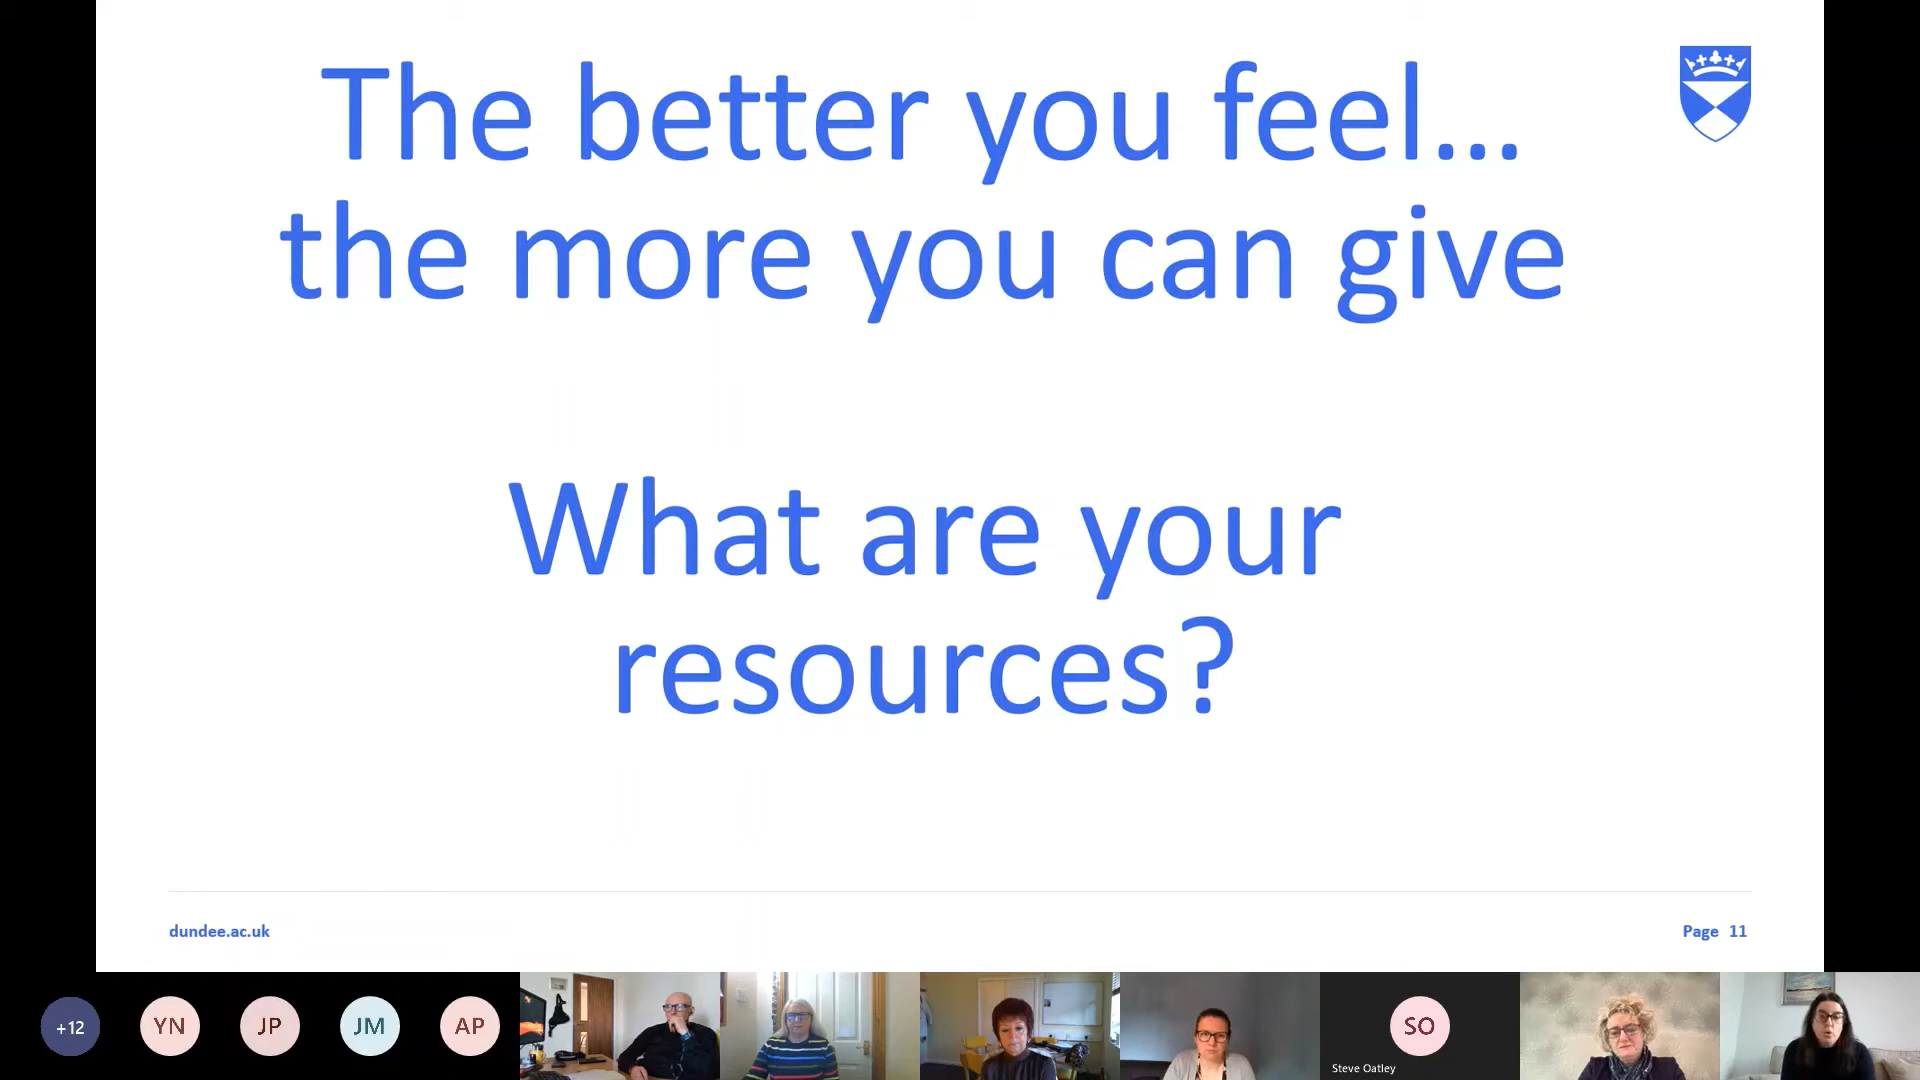 The better you feel...
the more you can give
What are your
resources?
dundee.ac.uk
Page 11
+12
YN
JP
JM
AP
SO
Steve Oatley